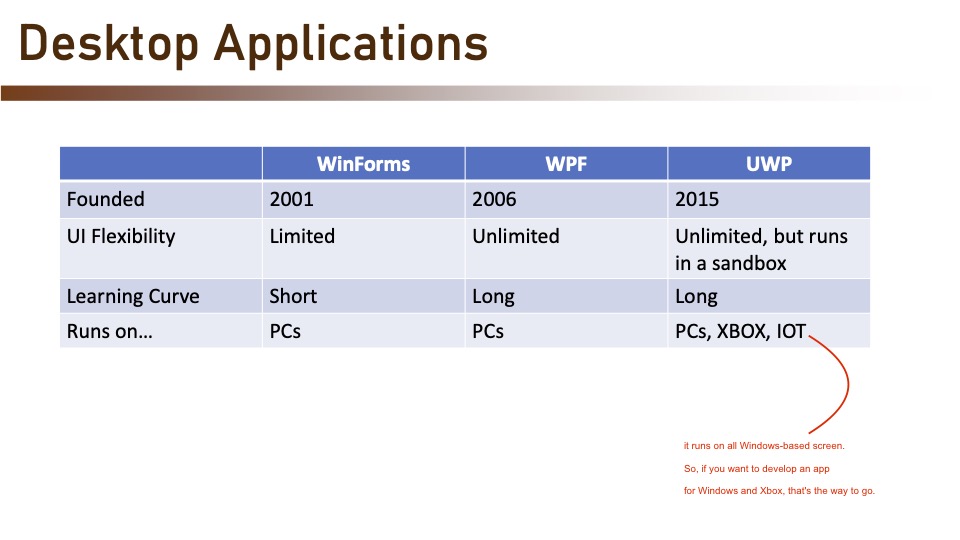 Desktop Applications
WinForms WPF UWP
Founded 2001 2006 2015
UI Flexibility Limited Unlimited Unlimited, but runs
in a sandbox
Learning Curve Short Long Long
Runs on... PCs PCs PCs, XBOX, IOT
it runs on all Windows-based screen.
So, if you want to develop an app
for Windows and Xbox, that's the way to go.